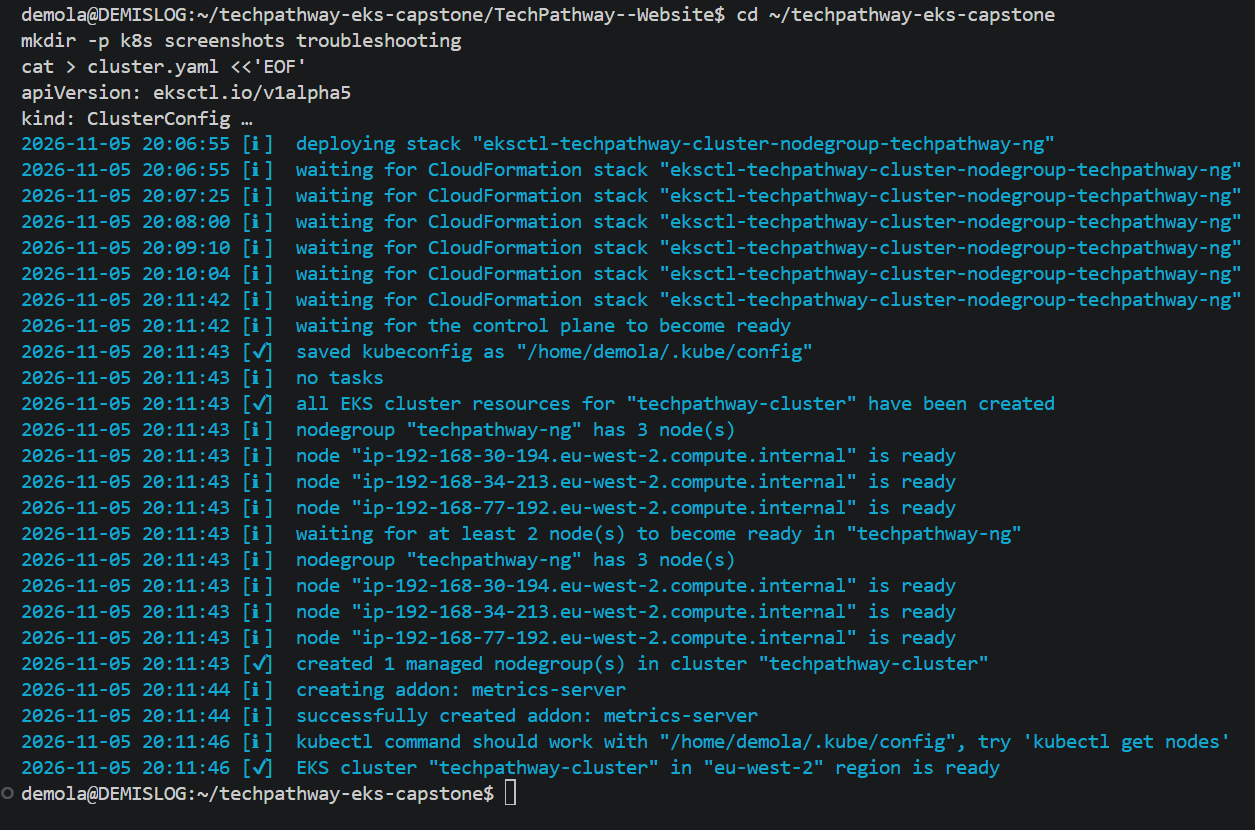 demola@DEMISLOG:~/techpathway-eks-capstone/TechPathway--Website$ cd ~/techpathway-eks-capstone
mkdir -p k8s screenshots troubleshooting
cat > cluster.yaml <<'EOF'
apiVersion: eksctl.io/v1alpha5
kind: ClusterConfig …
2026-11-05 20:06:55 [ℹ]  deploying stack "eksctl-techpathway-cluster-nodegroup-techpathway-ng"
2026-11-05 20:06:55 [ℹ]  waiting for CloudFormation stack "eksctl-techpathway-cluster-nodegroup-techpathway-ng"
2026-11-05 20:07:25 [ℹ]  waiting for CloudFormation stack "eksctl-techpathway-cluster-nodegroup-techpathway-ng"
2026-11-05 20:08:00 [ℹ]  waiting for CloudFormation stack "eksctl-techpathway-cluster-nodegroup-techpathway-ng"
2026-11-05 20:09:10 [ℹ]  waiting for CloudFormation stack "eksctl-techpathway-cluster-nodegroup-techpathway-ng"
2026-11-05 20:10:04 [ℹ]  waiting for CloudFormation stack "eksctl-techpathway-cluster-nodegroup-techpathway-ng"
2026-11-05 20:11:42 [ℹ]  waiting for CloudFormation stack "eksctl-techpathway-cluster-nodegroup-techpathway-ng"
2026-11-05 20:11:42 [ℹ]  waiting for the control plane to become ready
2026-11-05 20:11:43 [✓]  saved kubeconfig as "/home/demola/.kube/config"
2026-11-05 20:11:43 [ℹ]  no tasks
2026-11-05 20:11:43 [✓]  all EKS cluster resources for "techpathway-cluster" have been created
2026-11-05 20:11:43 [ℹ]  nodegroup "techpathway-ng" has 3 node(s)
2026-11-05 20:11:43 [ℹ]  node "ip-192-168-30-194.eu-west-2.compute.internal" is ready
2026-11-05 20:11:43 [ℹ]  node "ip-192-168-34-213.eu-west-2.compute.internal" is ready
2026-11-05 20:11:43 [ℹ]  node "ip-192-168-77-192.eu-west-2.compute.internal" is ready
2026-11-05 20:11:43 [ℹ]  waiting for at least 2 node(s) to become ready in "techpathway-ng"
2026-11-05 20:11:43 [ℹ]  nodegroup "techpathway-ng" has 3 node(s)
2026-11-05 20:11:43 [ℹ]  node "ip-192-168-30-194.eu-west-2.compute.internal" is ready
2026-11-05 20:11:43 [ℹ]  node "ip-192-168-34-213.eu-west-2.compute.internal" is ready
2026-11-05 20:11:43 [ℹ]  node "ip-192-168-77-192.eu-west-2.compute.internal" is ready
2026-11-05 20:11:43 [✓]  created 1 managed nodegroup(s) in cluster "techpathway-cluster"
2026-11-05 20:11:44 [ℹ]  creating addon: metrics-server
2026-11-05 20:11:44 [ℹ]  successfully created addon: metrics-server
2026-11-05 20:11:46 [ℹ]  kubectl command should work with "/home/demola/.kube/config", try 'kubectl get nodes'
2026-11-05 20:11:46 [✓]  EKS cluster "techpathway-cluster" in "eu-west-2" region is ready
demola@DEMISLOG:~/techpathway-eks-capstone$